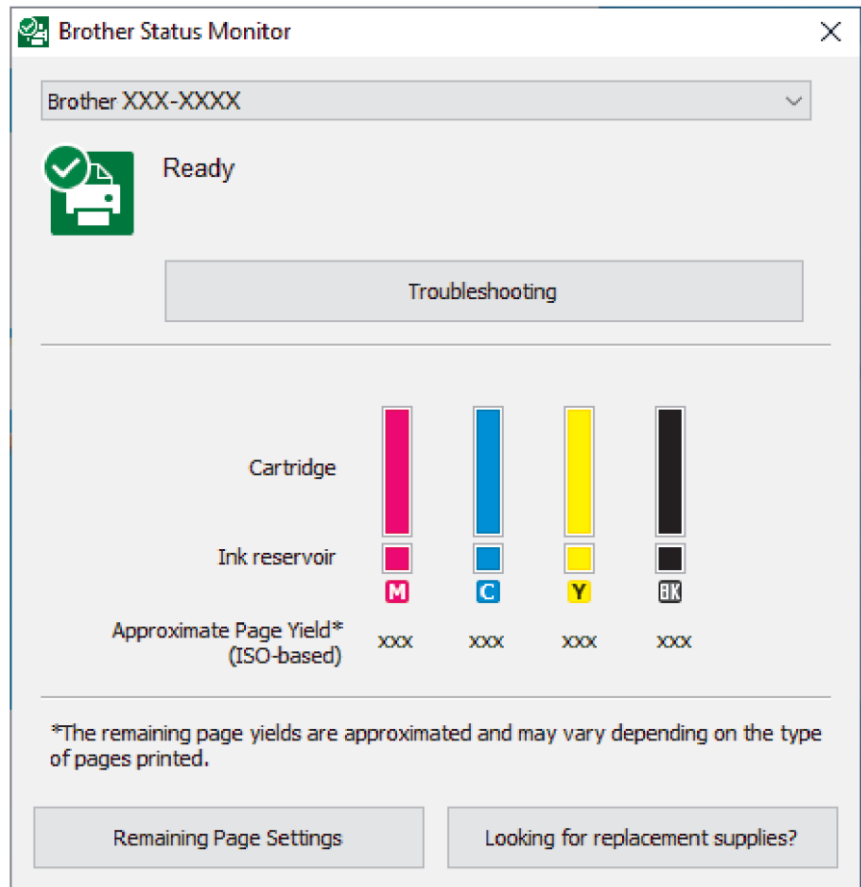 Brother Status Monitor
Brother XXX-XXXX
Ready
Troubleshooting
Cartridge
Ink reservoir
M C Y BK
Approximate Page Yield* xxx xxx xxx xxx
(ISO-based)
*The remaining page yields are approximated and may vary depending on the type
of pages printed.
Remaining Page Settings
Looking for replacement supplies?